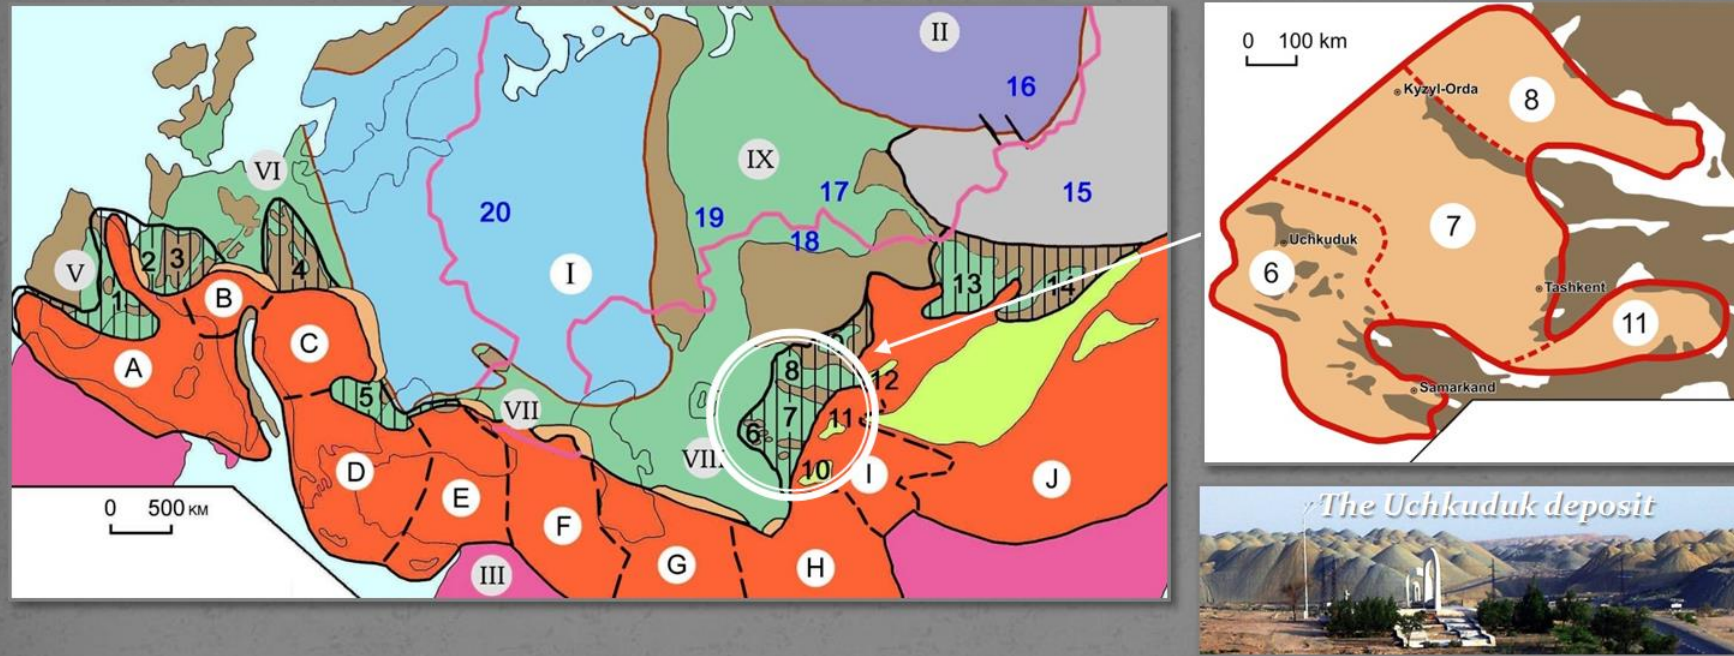 II
16
VI
IX
17
15
20
19
18
V
2
3
4
I
1
B
13
14
A
C
8
12
5
VII
7
11
6
VIII
10
D
I
E
J
0 500 км
F
III
G
H
0 100 km
Kyzyl-Orda
8
7
Uchkuduk
6
Tashkent
11
Samarkand
The Uchkuduk deposit